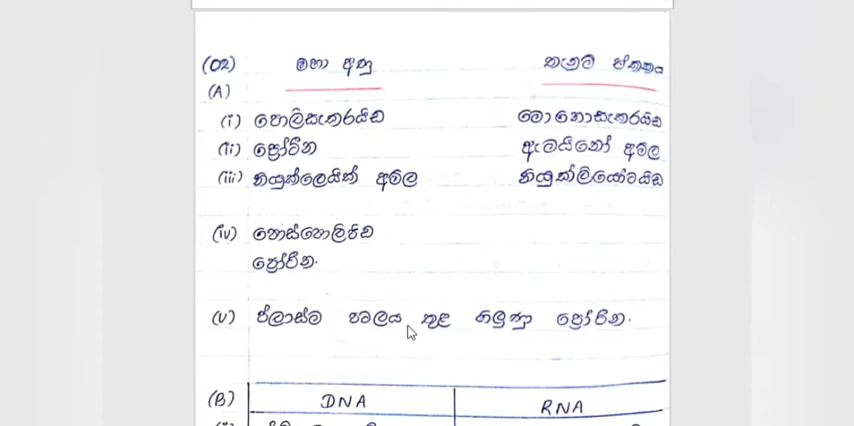 (02) මහා අණු තැනුම් ඒකකය
(A)
(i) පොලිසැකරයිඩ මොනොසැකරයිඩ
(ii) ප්‍රෝටීන ඇමයිනෝ අම්ල
(iii) නියුක්ලෙයික් අම්ල නියුක්ලියෝටයිඩ
(iv) පොස්පොලිපිඩ
ප්‍රෝටීන.
(v) ප්ලාස්ම පටලය තුළ ගිලුණු ප්‍රෝටීන.
(B) DNA RNA